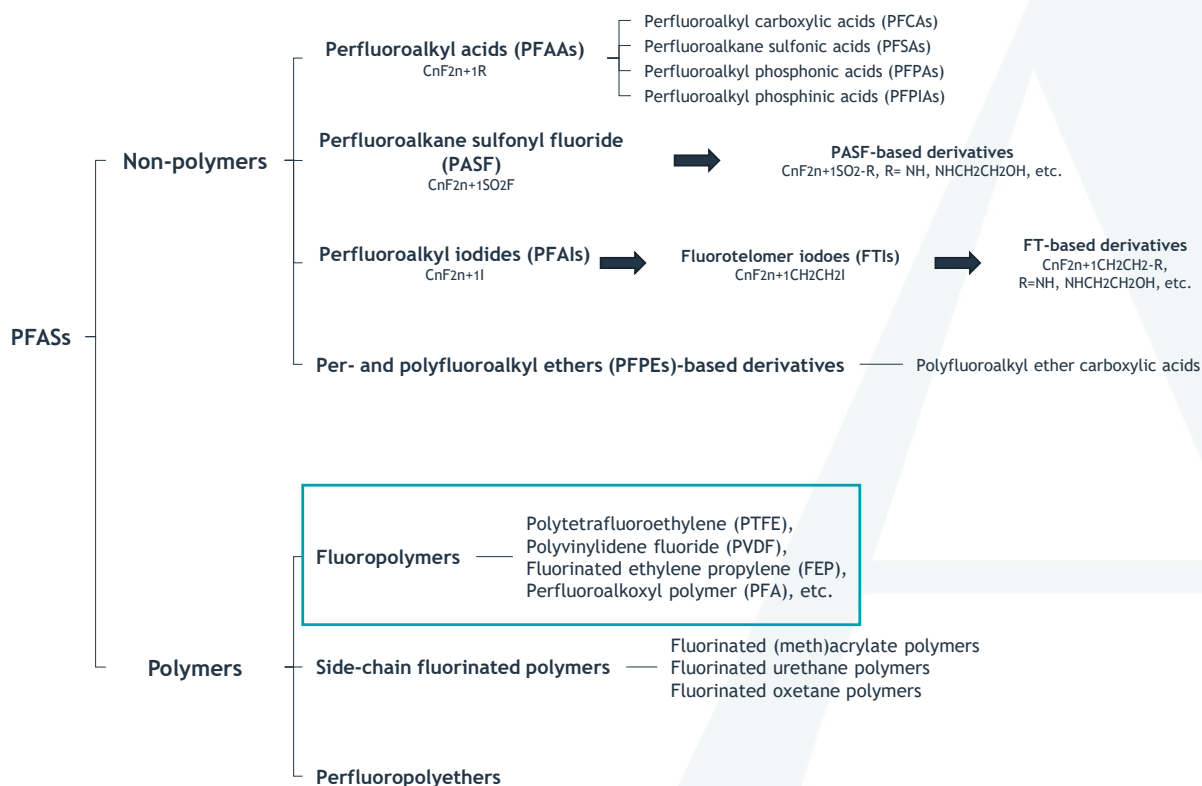 PFASs
Non-polymers
Perfluoroalkyl acids (PFAAs)
CnF2n+1R
Perfluoroalkyl carboxylic acids (PFCAs)
Perfluoroalkane sulfonic acids (PFSAs)
Perfluoroalkyl phosphonic acids (PFPAs)
Perfluoroalkyl phosphinic acids (PFPIAs)
Perfluoroalkane sulfonyl fluoride
(PASF)
CnF2n+1SO2F
PASF-based derivatives
CnF2n+1SO2-R, R= NH, NHCH2CH2OH, etc.
Perfluoroalkyl iodides (PFAIs)
CnF2n+1I
Fluorotelomer iodoes (FTIs)
CnF2n+1CH2CH2I
FT-based derivatives
CnF2n+1CH2CH2-R,
R=NH, NHCH2CH2OH, etc.
Per- and polyfluoroalkyl ethers (PFPEs)-based derivatives
Polyfluoroalkyl ether carboxylic acids
Polymers
Fluoropolymers
Polytetrafluoroethylene (PTFE),
Polyvinylidene fluoride (PVDF),
Fluorinated ethylene propylene (FEP),
Perfluoroalkoxyl polymer (PFA), etc.
Side-chain fluorinated polymers
Fluorinated (meth)acrylate polymers
Fluorinated urethane polymers
Fluorinated oxetane polymers
Perfluoropolyethers